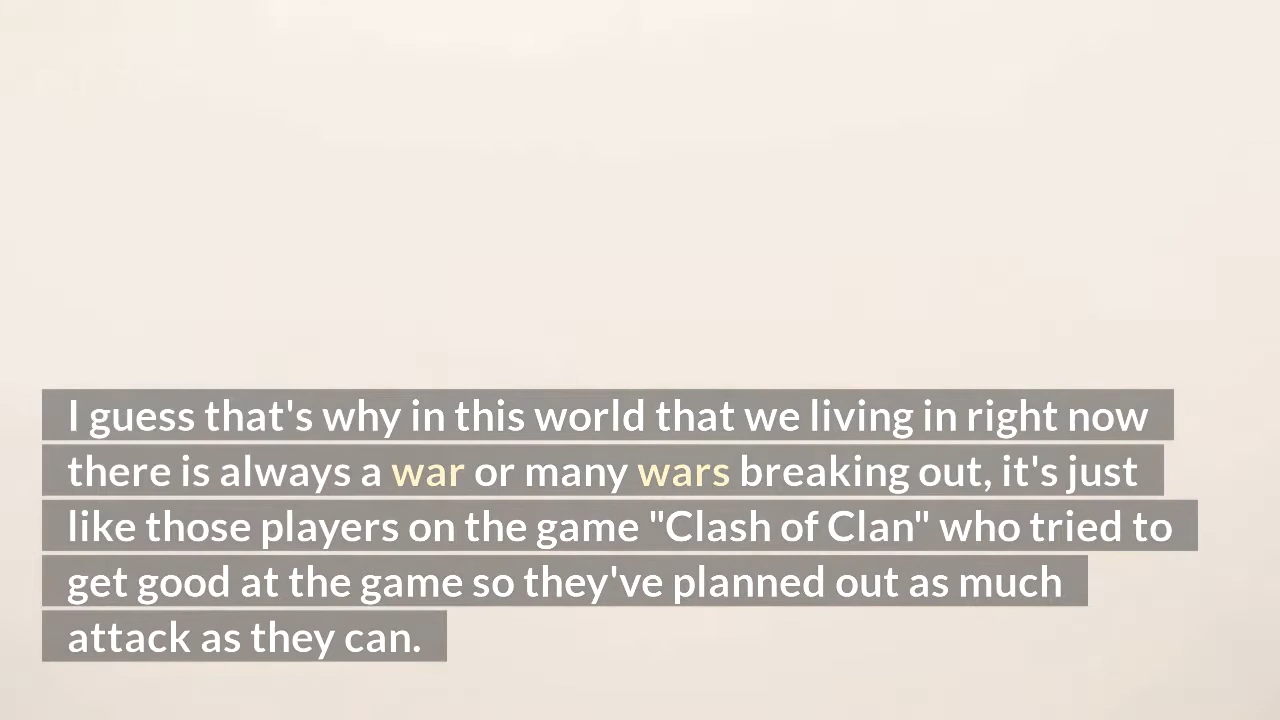 I guess that's why in this world that we living in right now
there is always a war or many wars breaking out, it's just
like those players on the game "Clash of Clan" who tried to
get good at the game so they've planned out as much
attack as they can.